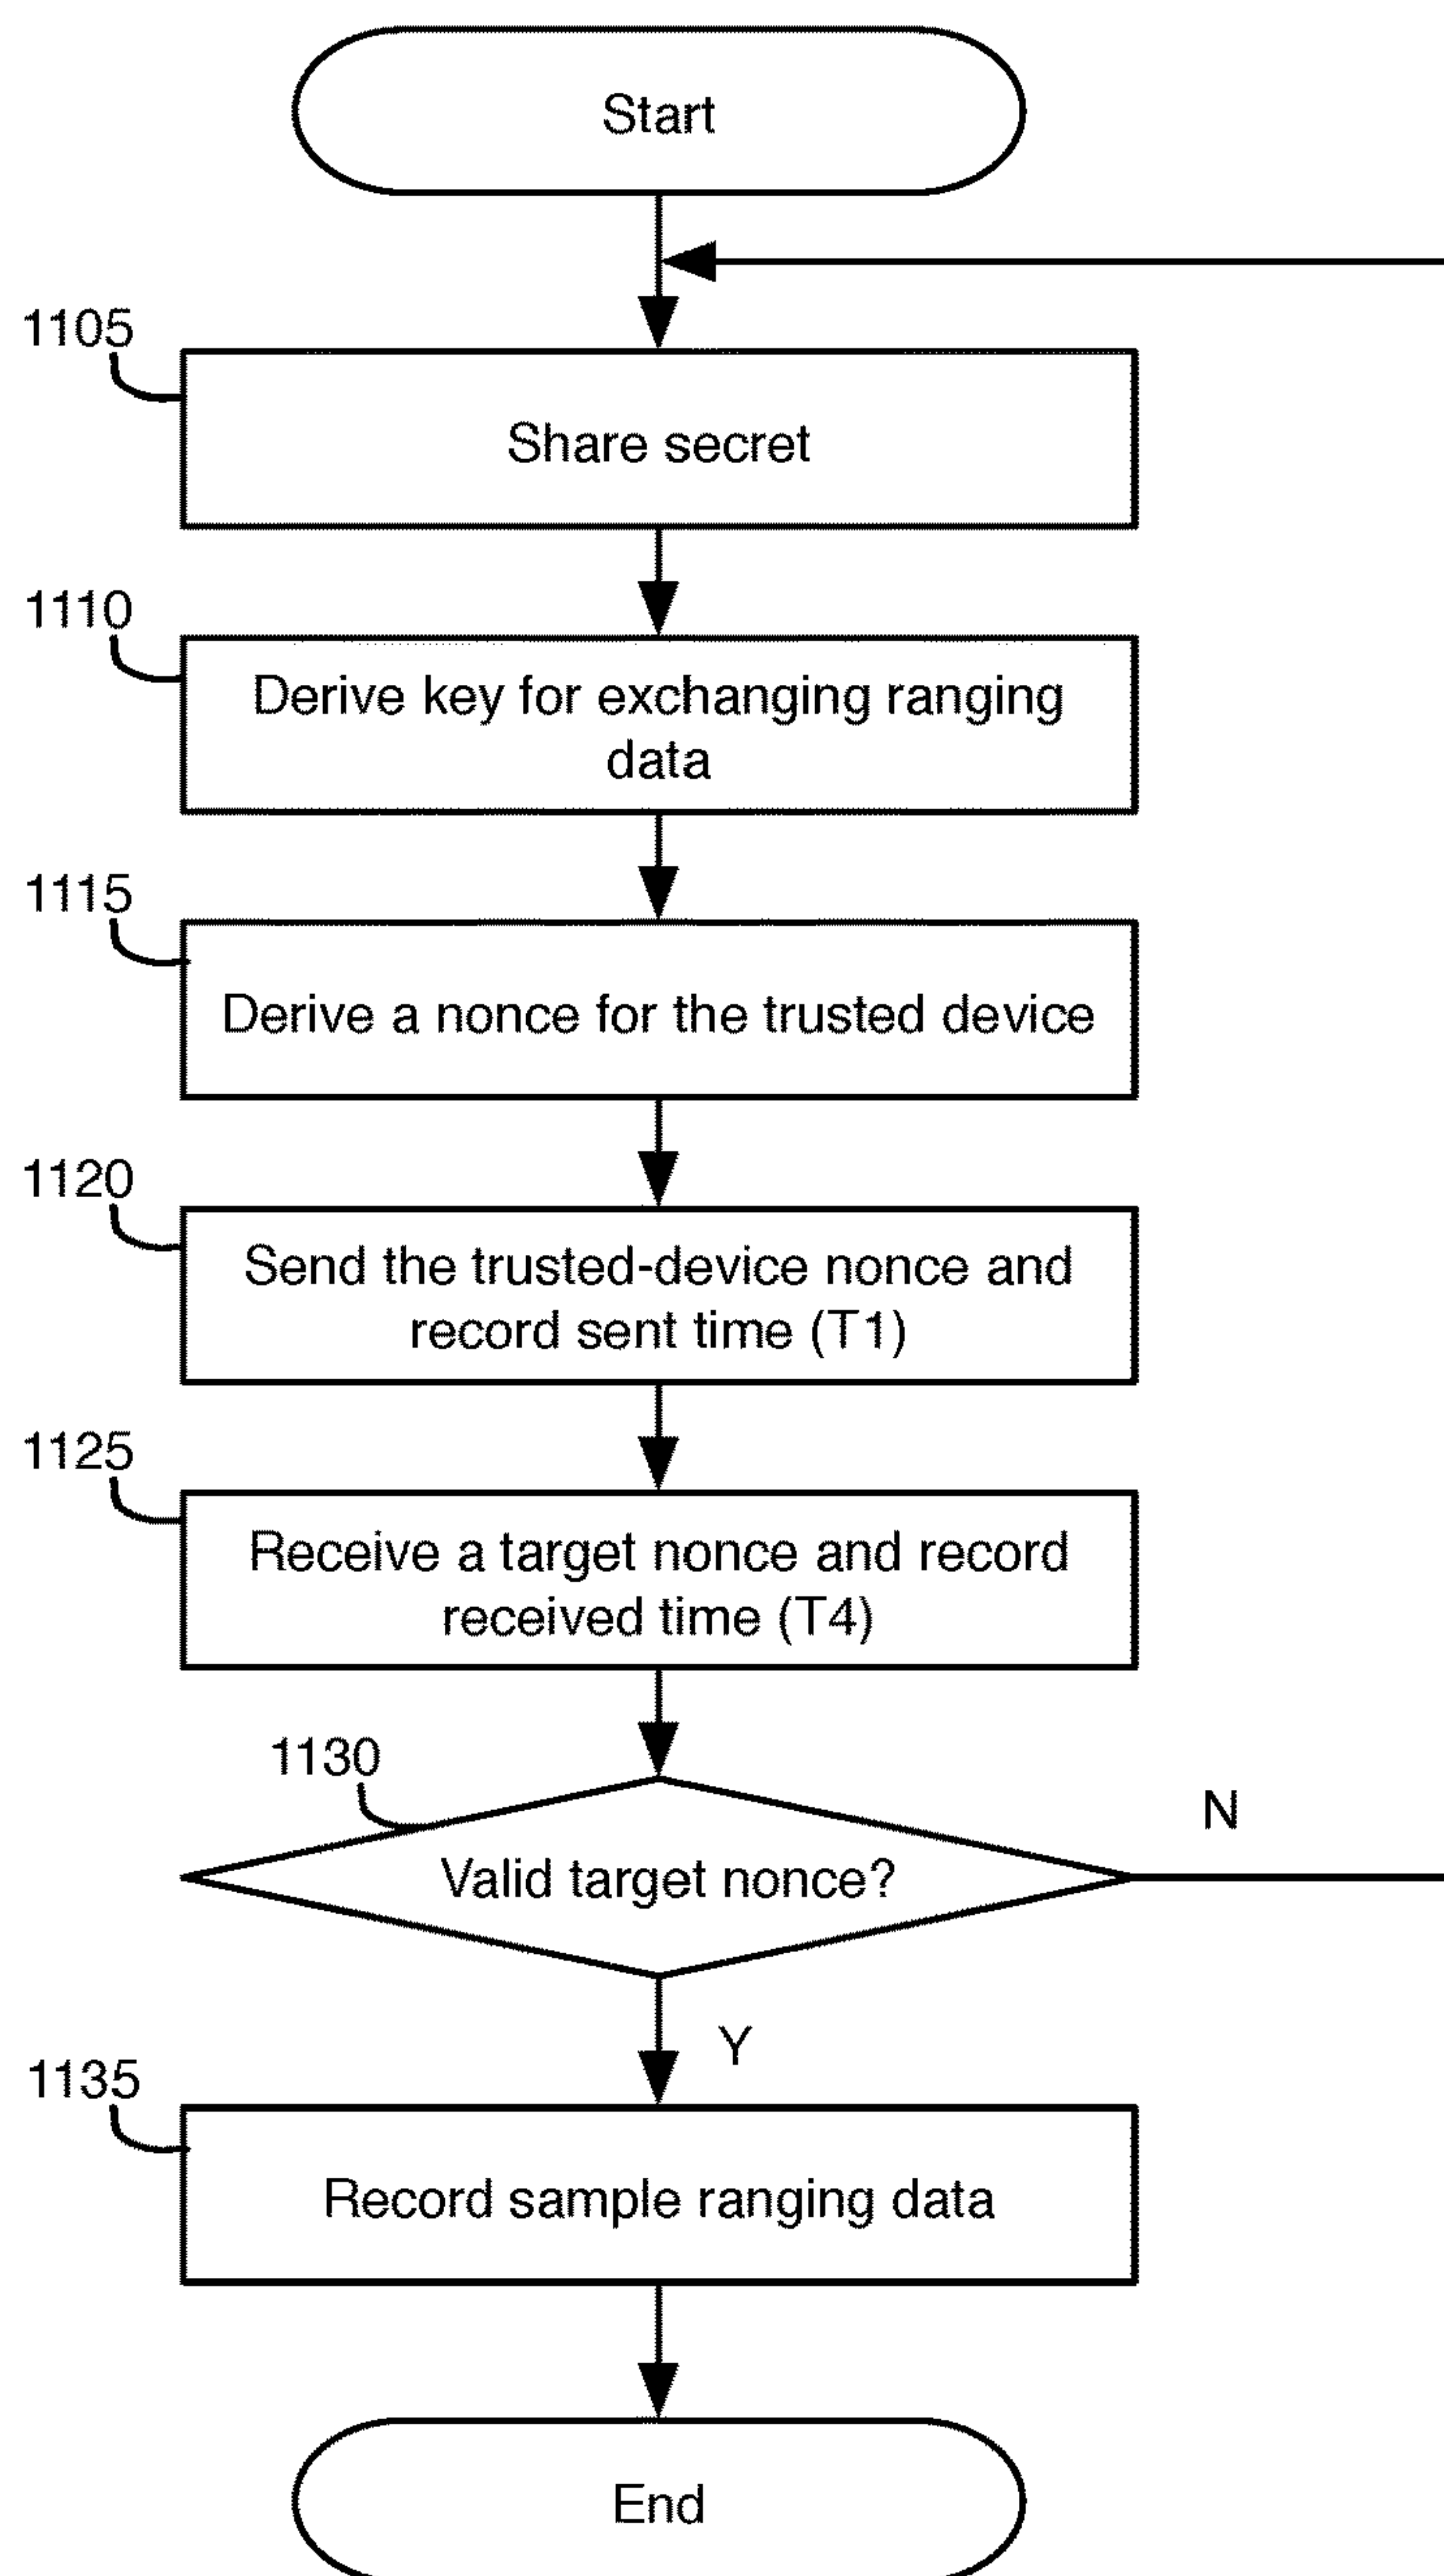 Start
1105
Share secret
1110
Derive key for exchanging ranging
data
1115
Derive a nonce for the trusted device
1120
Send the trusted-device nonce and
record sent time (T1)
1125
Receive a target nonce and record
received time (T4)
1130
N
Valid target nonce?
Y
1135
Record sample ranging data
End